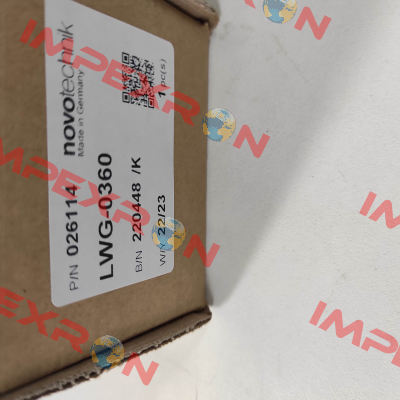 P/N 026114 novotechnik
Made in Germany
LWG-0360
B/N 220448 /K
1 pc(s)
22/23
IMPEXRON
IMPEXRON
IMPEXRON
IMPEXRON